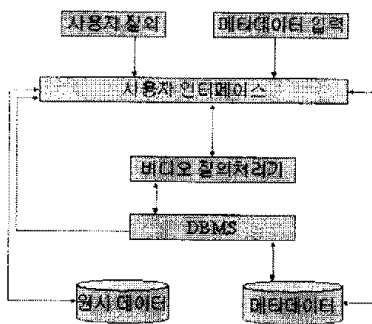 사용자 질의
메타데이터 입력
사용자 인터페이스
비디오 질의처리기
DBMS
원시 데이터
메타데이터